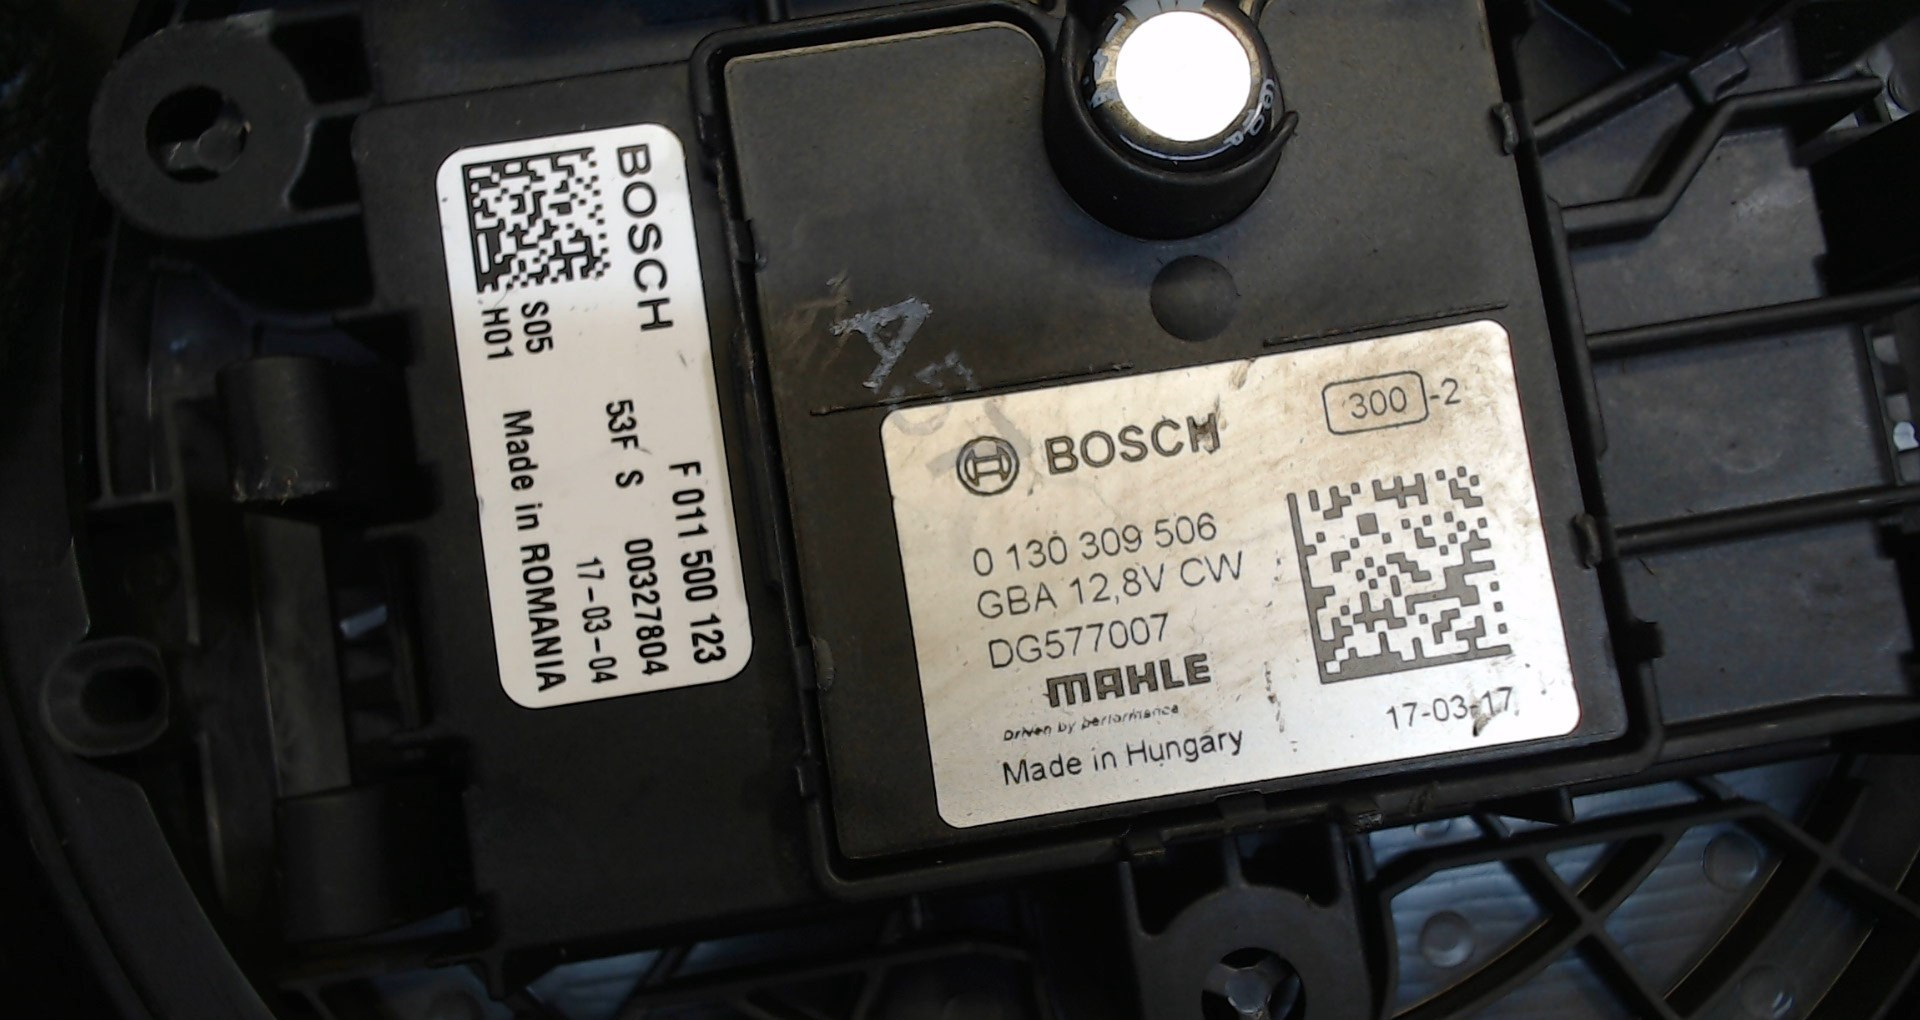 BOSCH
F 011 500 123
53F S 00327804
17-03-04
S05
H01
Made in ROMANIA
BOSCH
300 -2
0 130 309 506
GBA 12,8V CW
DG577007
MAHLE
Driven by performance
Made in Hungary
17-03-17